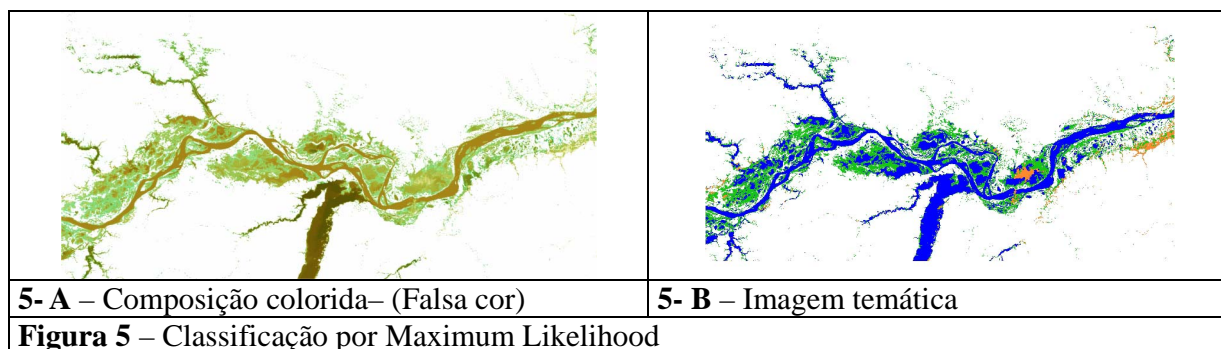 5- A – Composição colorida– (Falsa cor)
5- B – Imagem temática
Figura 5 – Classificação por Maximum Likelihood